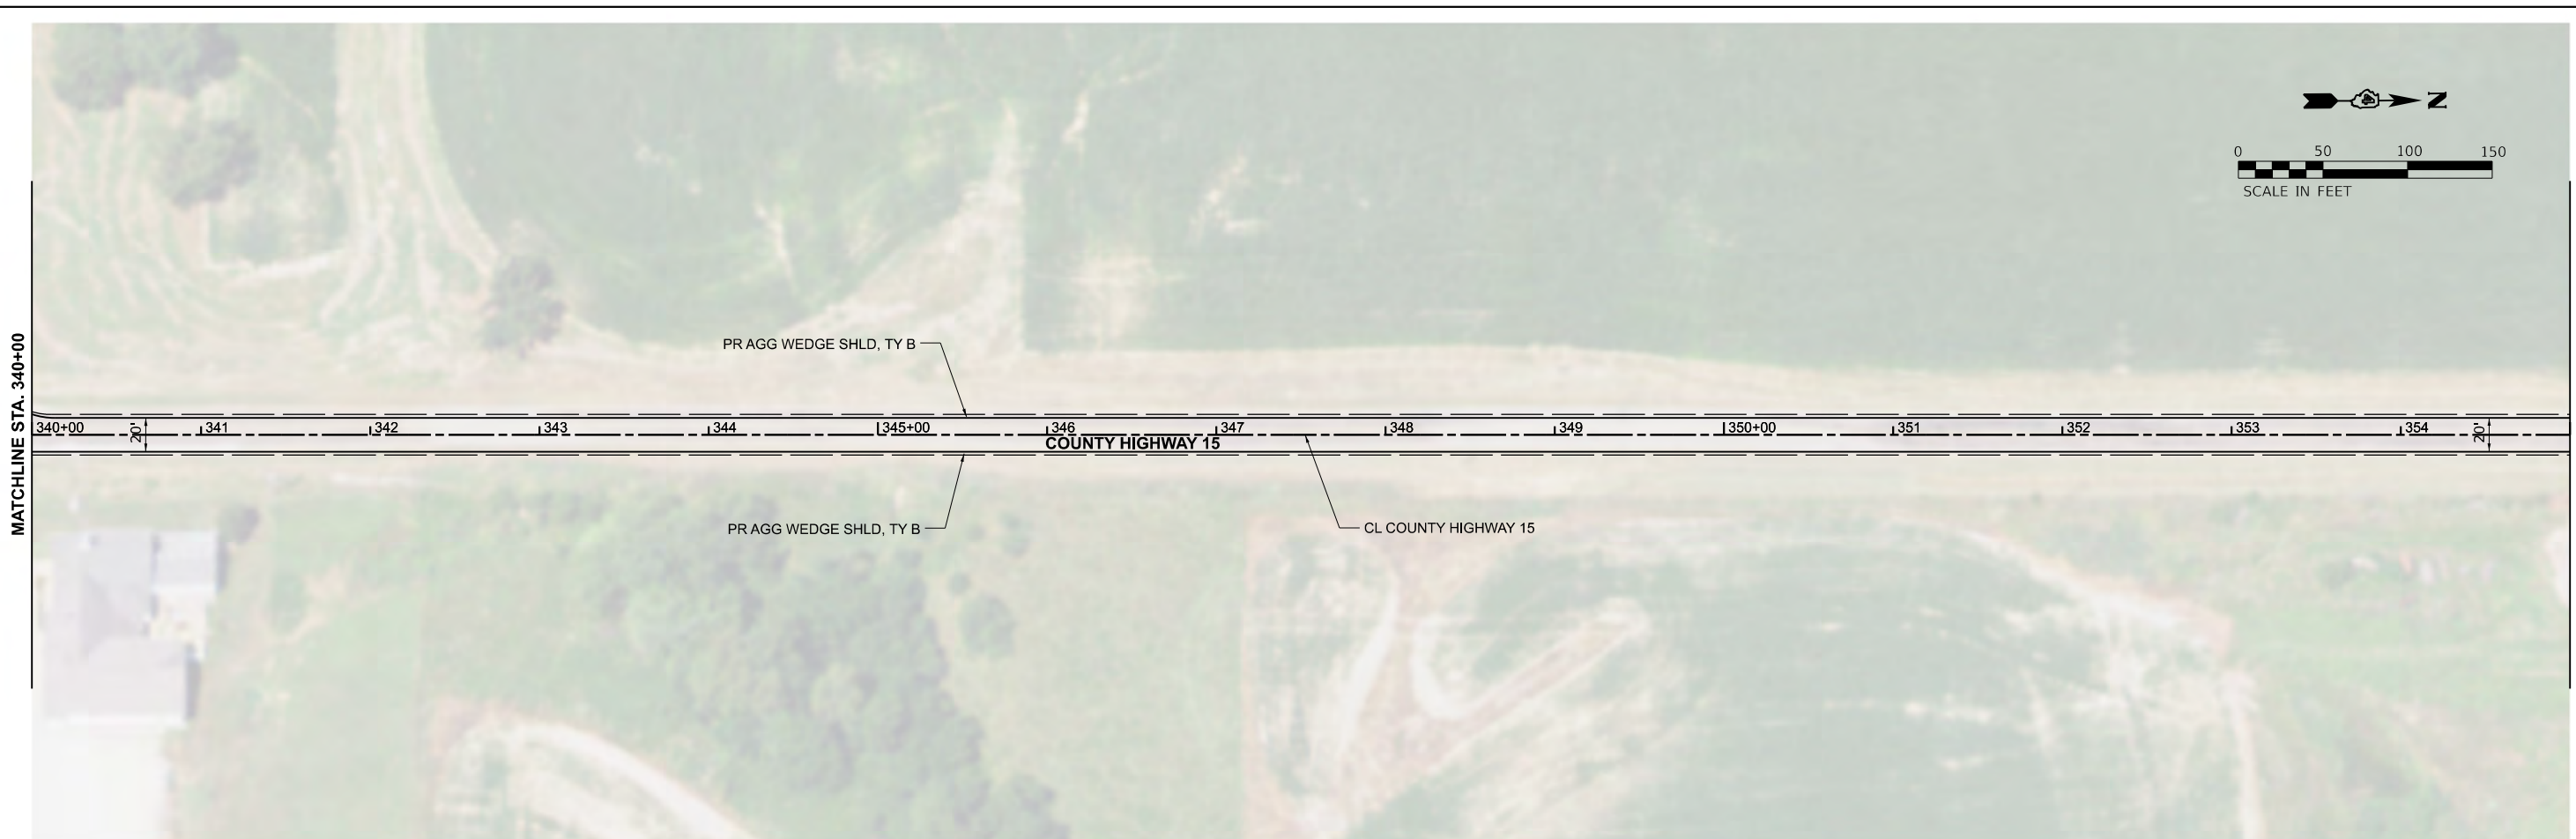 N
0 50 100 150
SCALE IN FEET
MATCHLINE STA. 340+00
PR AGG WEDGE SHLD, TY B
340+00 341 342 343 344 345+00 346 347 348 349 350+00 351 352 353 354
20' 20'
COUNTY HIGHWAY 15
PR AGG WEDGE SHLD, TY B
CL COUNTY HIGHWAY 15